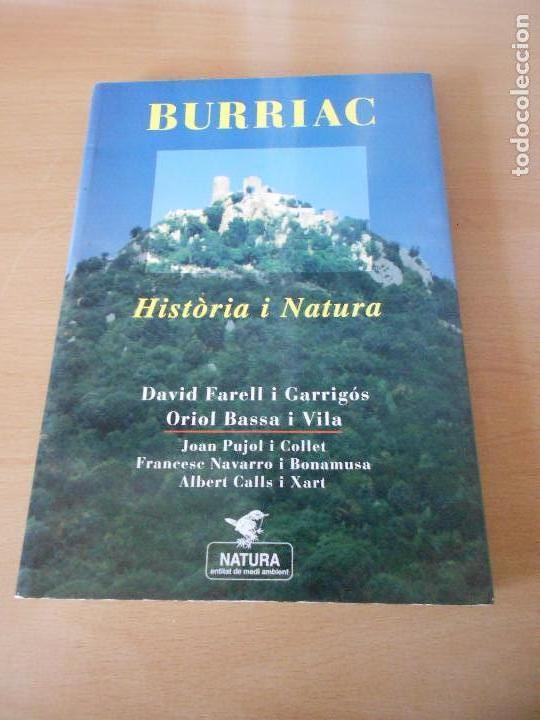 BURRIAC
Història i Natura
David Farell i Garrigós
Oriol Bassa i Vila
Joan Pujol i Collet
Francesc Navarro i Bonamusa
Albert Calls i Xart
NATURA
entitat de medi ambient
todocoleccion